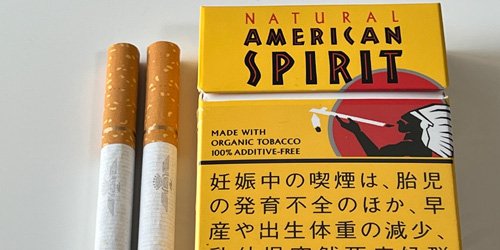 NATURAL
AMERICAN
SPIRIT
MADE WITH
ORGANIC TOBACCO
100% ADDITIVE-FREE
妊娠中の喫煙は、胎児
の発育不全のほか、早
産や出生体重の減少、